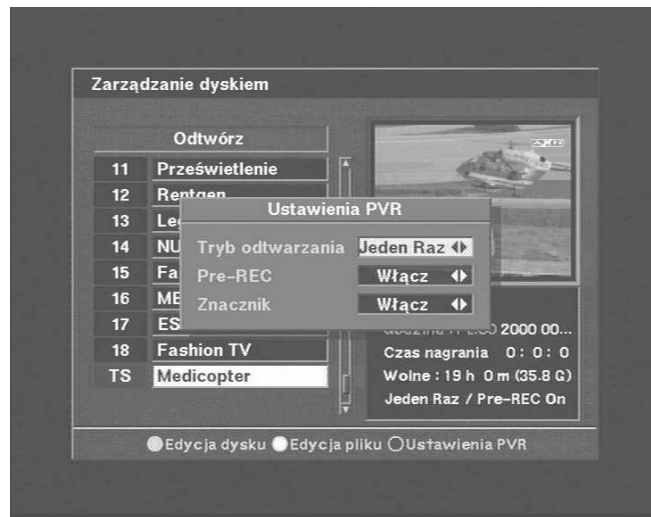 Zarządzanie dyskiem
Odtwórz
11 Prześwietlenie
12 Rentgen
13 Le
14 NU
15 Fa
16 ME
17 ES
18 Fashion TV
TS Medicopter
AXN
Ustawienia PVR
Tryb odtwarzania Jeden Raz
Pre-REC Włącz
Znacznik Włącz
2000 00...
Czas nagrania 0: 0: 0
Wolne : 19 h 0 m (35.8 G)
Jeden Raz / Pre-REC On
Edycja dysku Edycja pliku Ustawienia PVR